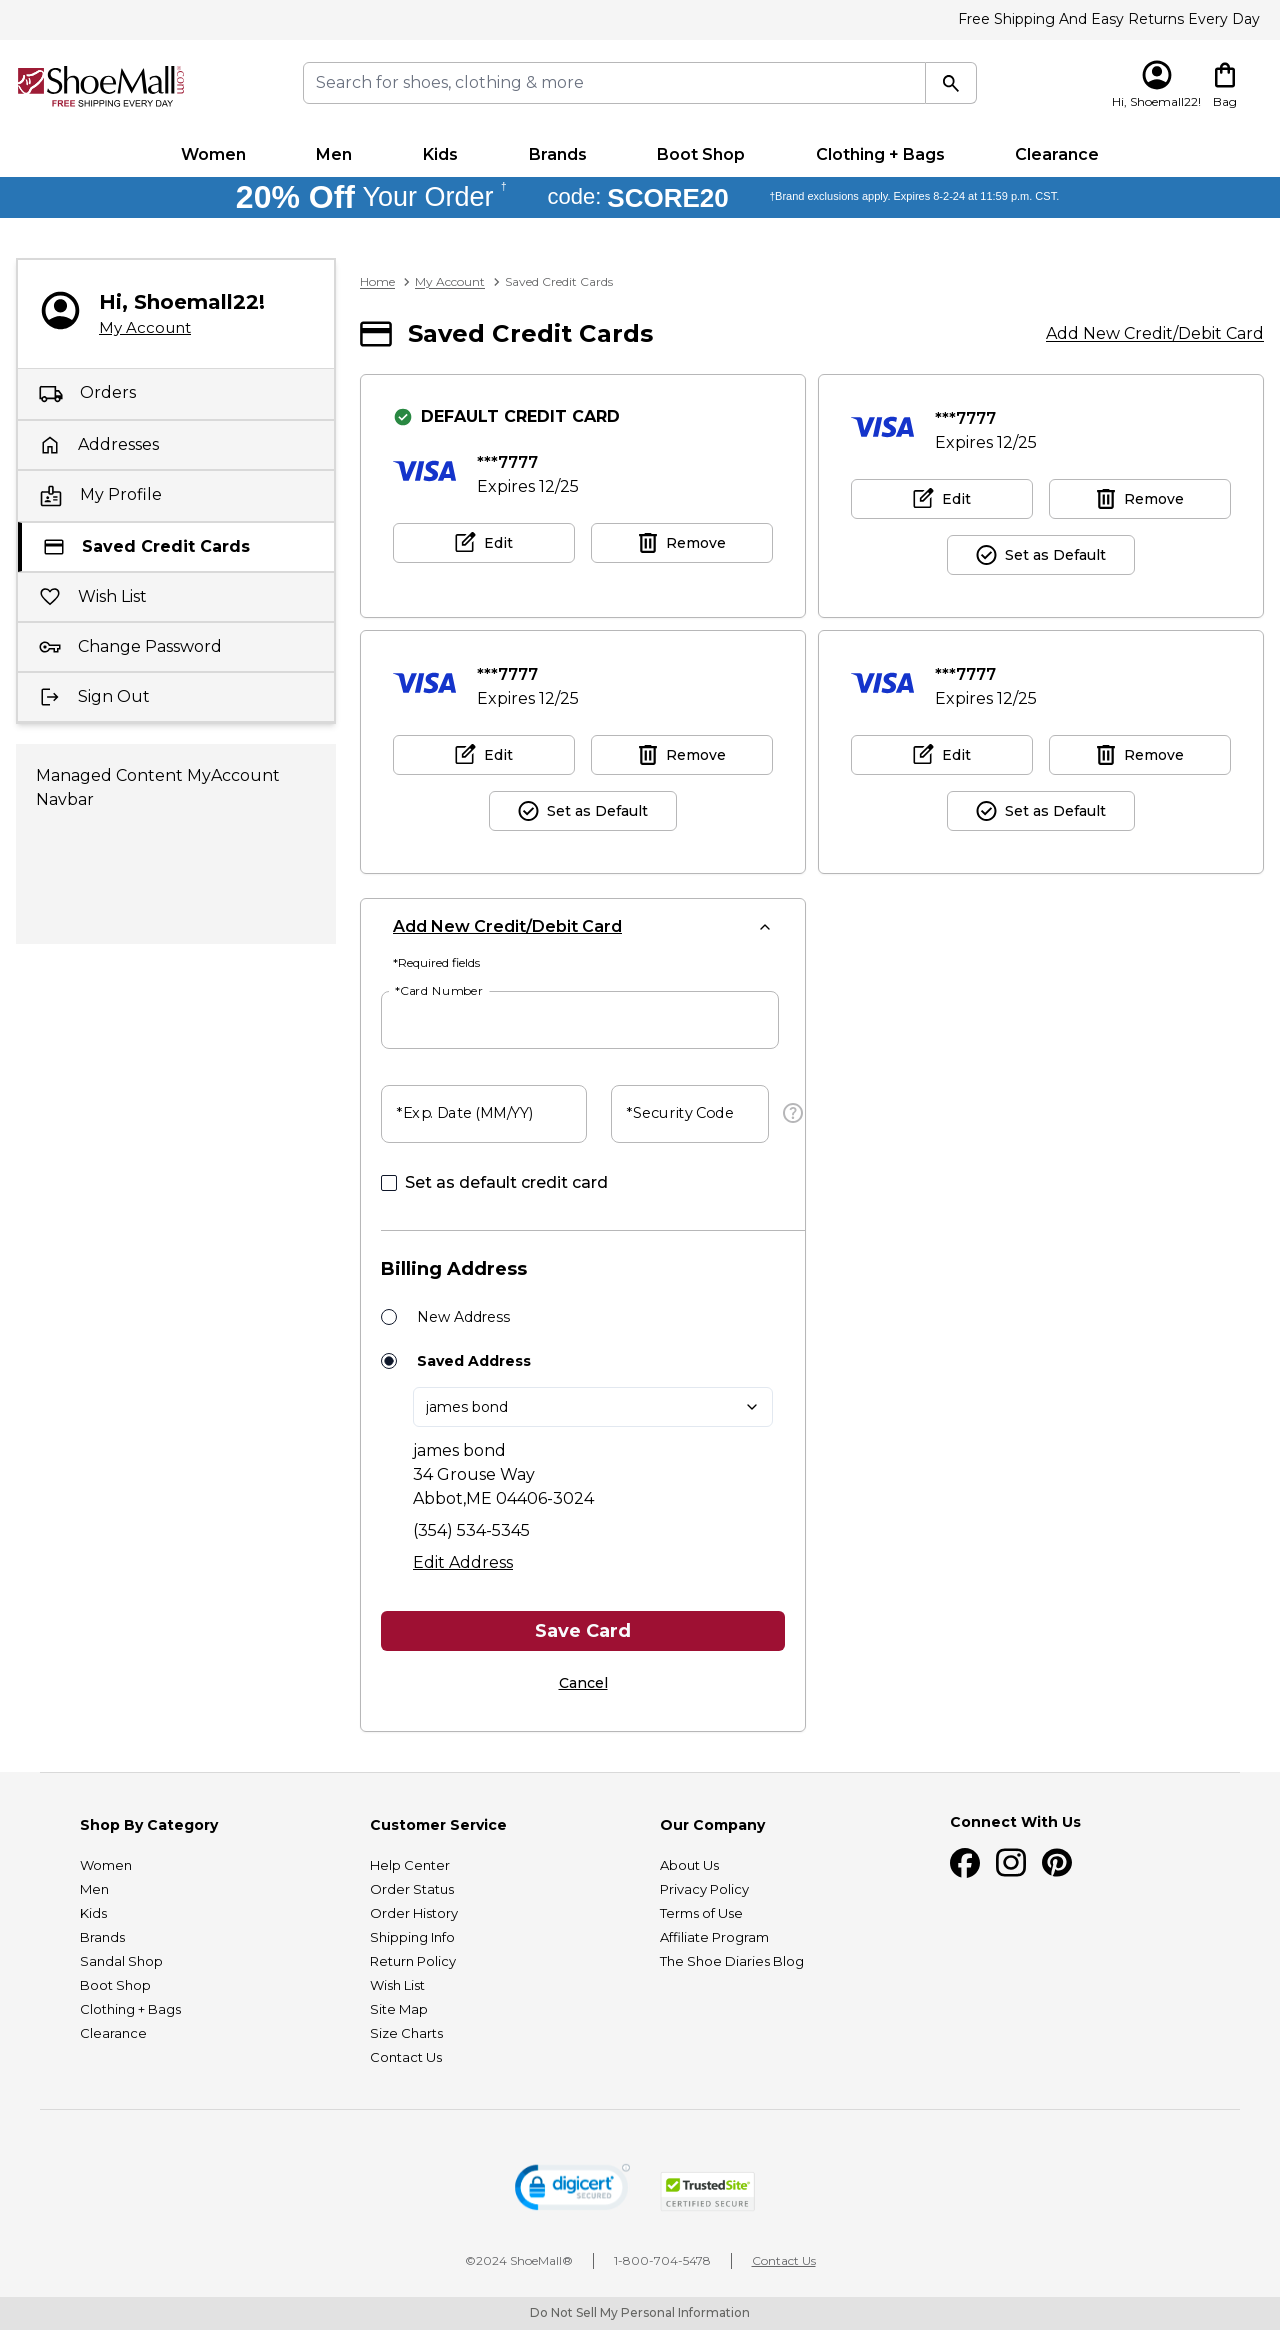 Free Shipping And Easy Returns Every Day
ShoeMall.com
FREE SHIPPING EVERY DAY
Search for shoes, clothing & more
Hi, Shoemall22!
Bag
Women Men Kids Brands Boot Shop Clothing + Bags Clearance
20% Off Your Order † code: SCORE20 †Brand exclusions apply. Expires 8-2-24 at 11:59 p.m. CST.
Hi, Shoemall22!
My Account
Orders
Addresses
My Profile
Saved Credit Cards
Wish List
Change Password
Sign Out
Managed Content MyAccount
Navbar
Home > My Account > Saved Credit Cards
Saved Credit Cards
Add New Credit/Debit Card
DEFAULT CREDIT CARD
VISA
***7777
Expires 12/25
Edit
Remove
VISA
***7777
Expires 12/25
Edit
Remove
Set as Default
VISA
***7777
Expires 12/25
Edit
Remove
Set as Default
VISA
***7777
Expires 12/25
Edit
Remove
Set as Default
Add New Credit/Debit Card
*Required fields
*Card Number
*Exp. Date (MM/YY)
*Security Code
?
Set as default credit card
Billing Address
New Address
Saved Address
james bond
james bond
34 Grouse Way
Abbot,ME 04406-3024
(354) 534-5345
Edit Address
Save Card
Cancel
Shop By Category
Women
Men
Kids
Brands
Sandal Shop
Boot Shop
Clothing + Bags
Clearance
Customer Service
Help Center
Order Status
Order History
Shipping Info
Return Policy
Wish List
Site Map
Size Charts
Contact Us
Our Company
About Us
Privacy Policy
Terms of Use
Affiliate Program
The Shoe Diaries Blog
Connect With Us
digicert
SECURED
TrustedSite
CERTIFIED SECURE
©2024 ShoeMall®
1-800-704-5478
Contact Us
Do Not Sell My Personal Information